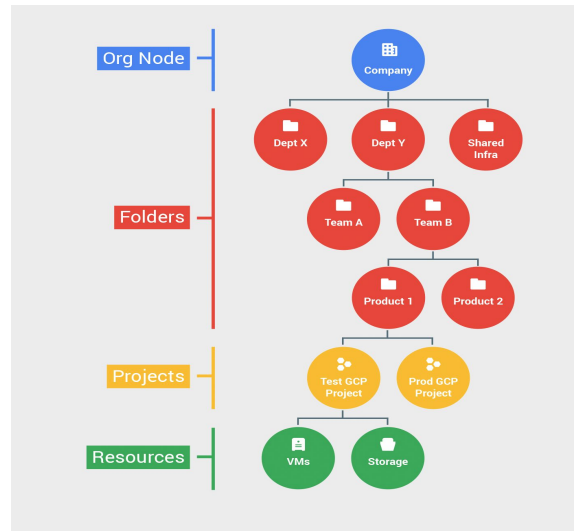 Org Node
Company
Dept X
Dept Y
Shared
Infra
Folders
Team A
Team B
Product 1
Product 2
Projects
Test GCP
Project
Prod GCP
Project
Resources
VMs
Storage